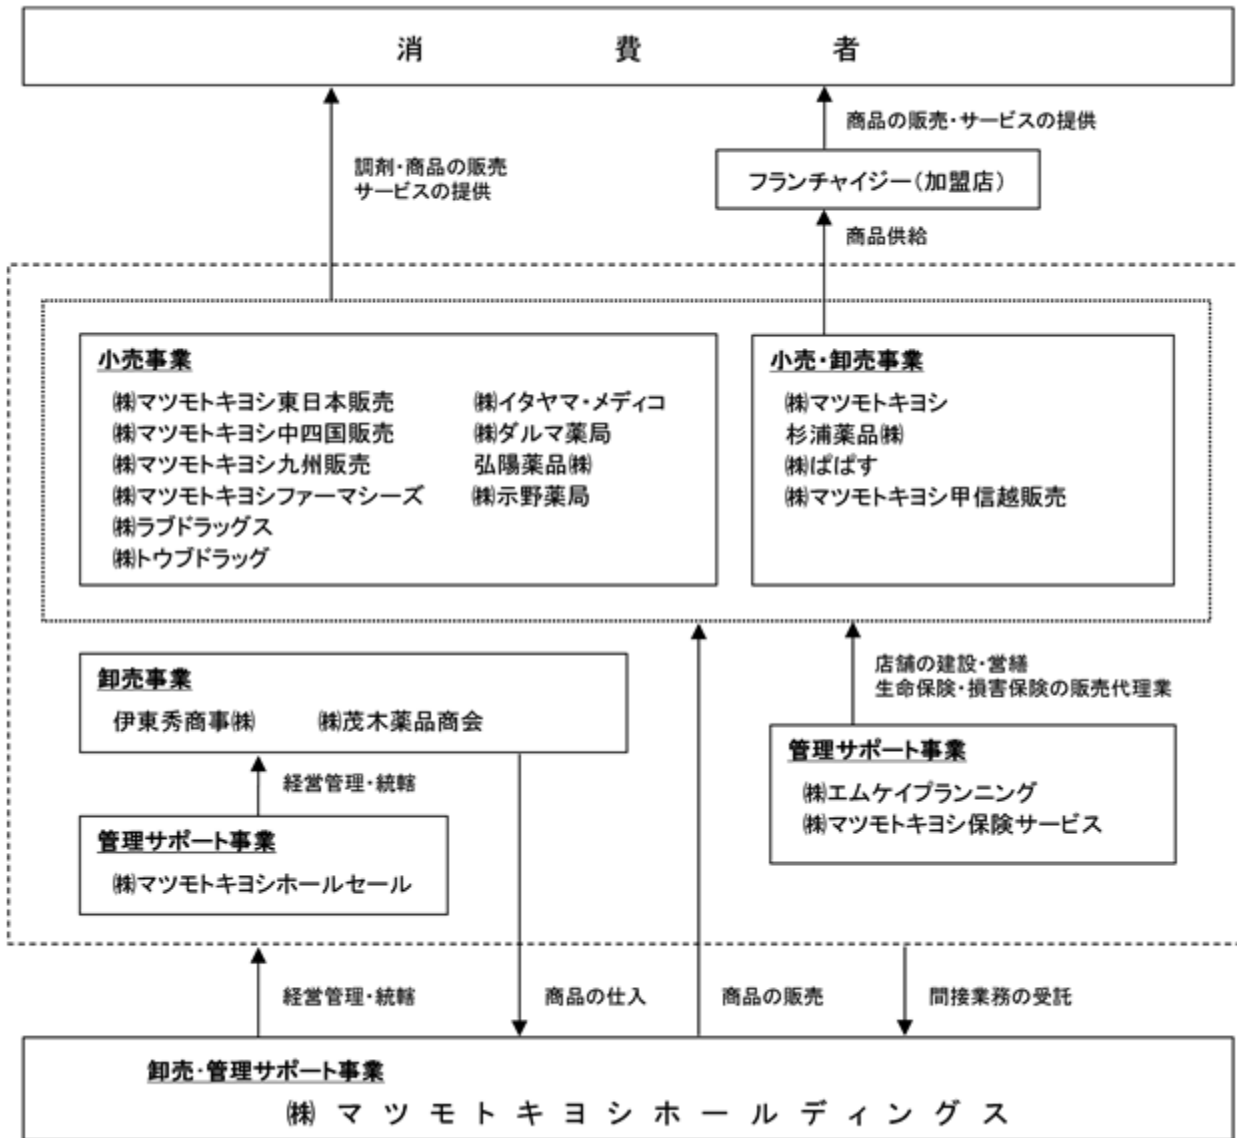 消費者
商品の販売・サービスの提供
調剤・商品の販売
サービスの提供
フランチャイジー(加盟店)
商品供給
小売事業
㈱マツモトキヨシ東日本販売
㈱マツモトキヨシ中四国販売
㈱マツモトキヨシ九州販売
㈱マツモトキヨシファーマシーズ
㈱ラブドラッグス
㈱トウブドラッグ
㈱イタヤマ・メディコ
㈱ダルマ薬局
弘陽薬品㈱
㈱示野薬局
小売・卸売事業
㈱マツモトキヨシ
杉浦薬品㈱
㈱ぱぱす
㈱マツモトキヨシ甲信越販売
卸売事業
伊東秀商事㈱ ㈱茂木薬品商会
店舗の建設・営繕
生命保険・損害保険の販売代理業
経営管理・統轄
管理サポート事業
㈱マツモトキヨシホールセール
管理サポート事業
㈱エムケイプランニング
㈱マツモトキヨシ保険サービス
経営管理・統轄
商品の仕入
商品の販売
間接業務の受託
卸売・管理サポート事業
㈱マツモトキヨシホールディングス